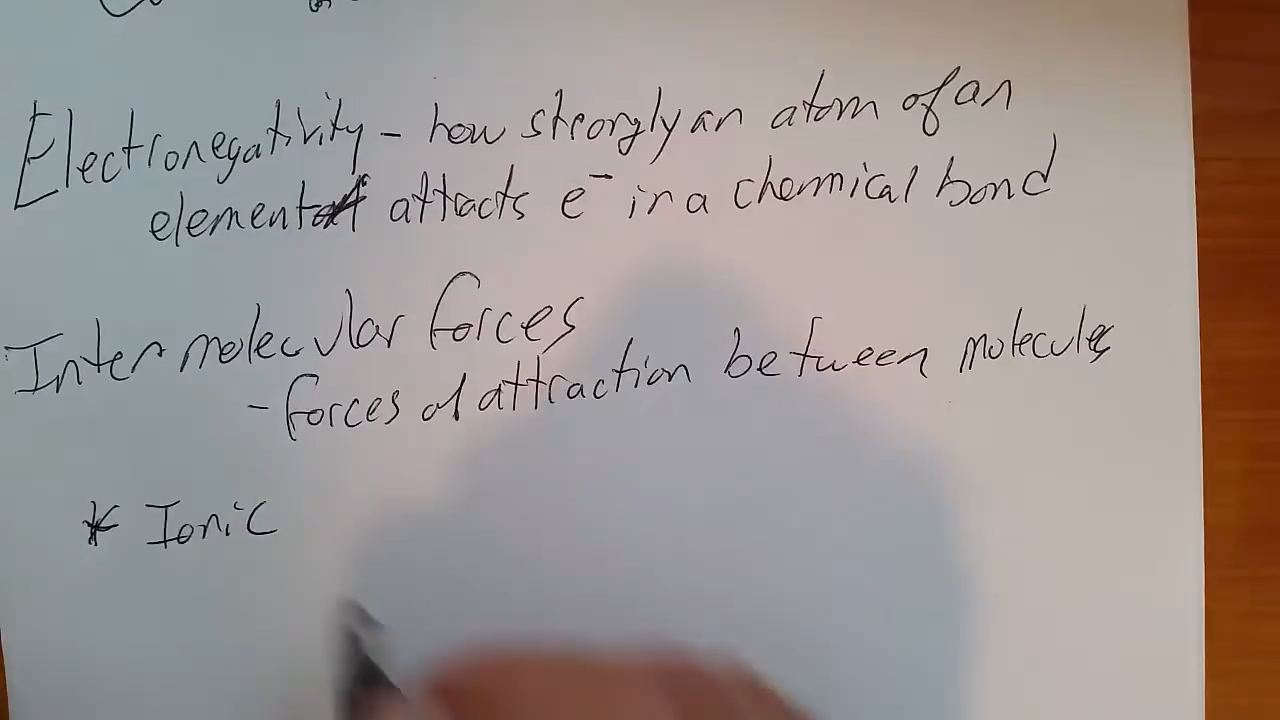 Electronegativity - how strongly an atom of an
element attracts e⁻ in a chemical bond
Intermolecular forces
- forces of attraction between molecules
* Ionic